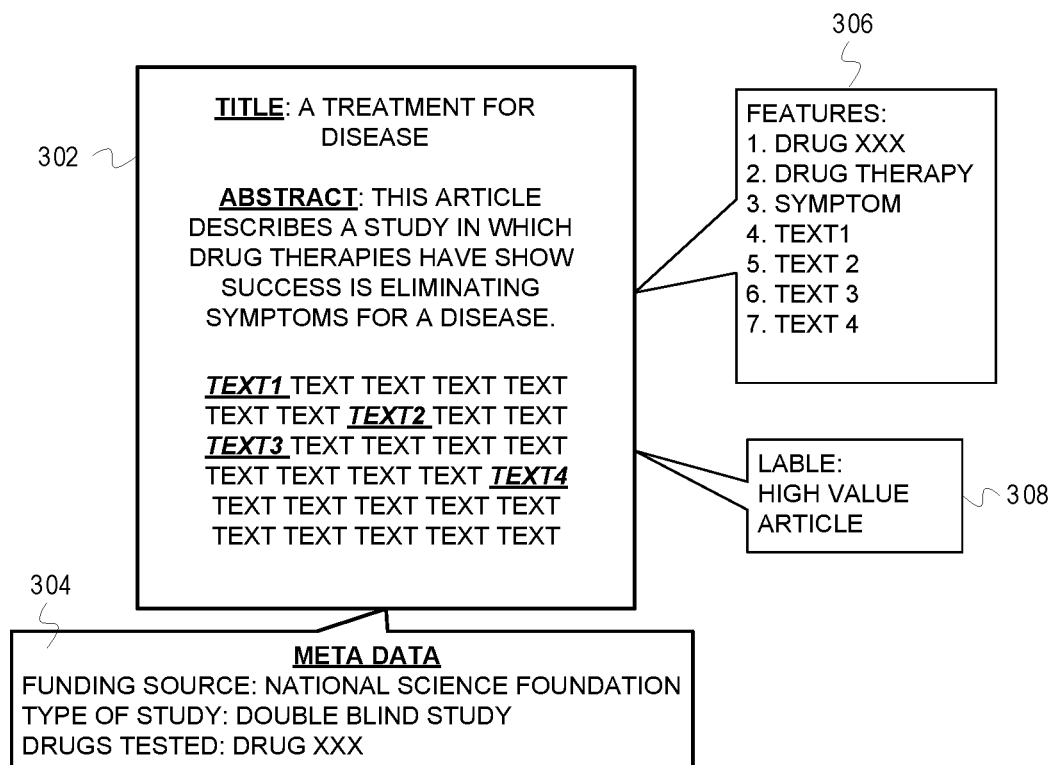 306
302
TITLE: A TREATMENT FOR
DISEASE
ABSTRACT: THIS ARTICLE
DESCRIBES A STUDY IN WHICH
DRUG THERAPIES HAVE SHOW
SUCCESS IS ELIMINATING
SYMPTOMS FOR A DISEASE.
TEXT1 TEXT TEXT TEXT TEXT
TEXT TEXT TEXT2 TEXT TEXT
TEXT3 TEXT TEXT TEXT TEXT
TEXT TEXT TEXT TEXT TEXT4
TEXT TEXT TEXT TEXT TEXT
TEXT TEXT TEXT TEXT TEXT
FEATURES:
1. DRUG XXX
2. DRUG THERAPY
3. SYMPTOM
4. TEXT1
5. TEXT 2
6. TEXT 3
7. TEXT 4
LABLE:
HIGH VALUE
ARTICLE
308
304
META DATA
FUNDING SOURCE: NATIONAL SCIENCE FOUNDATION
TYPE OF STUDY: DOUBLE BLIND STUDY
DRUGS TESTED: DRUG XXX